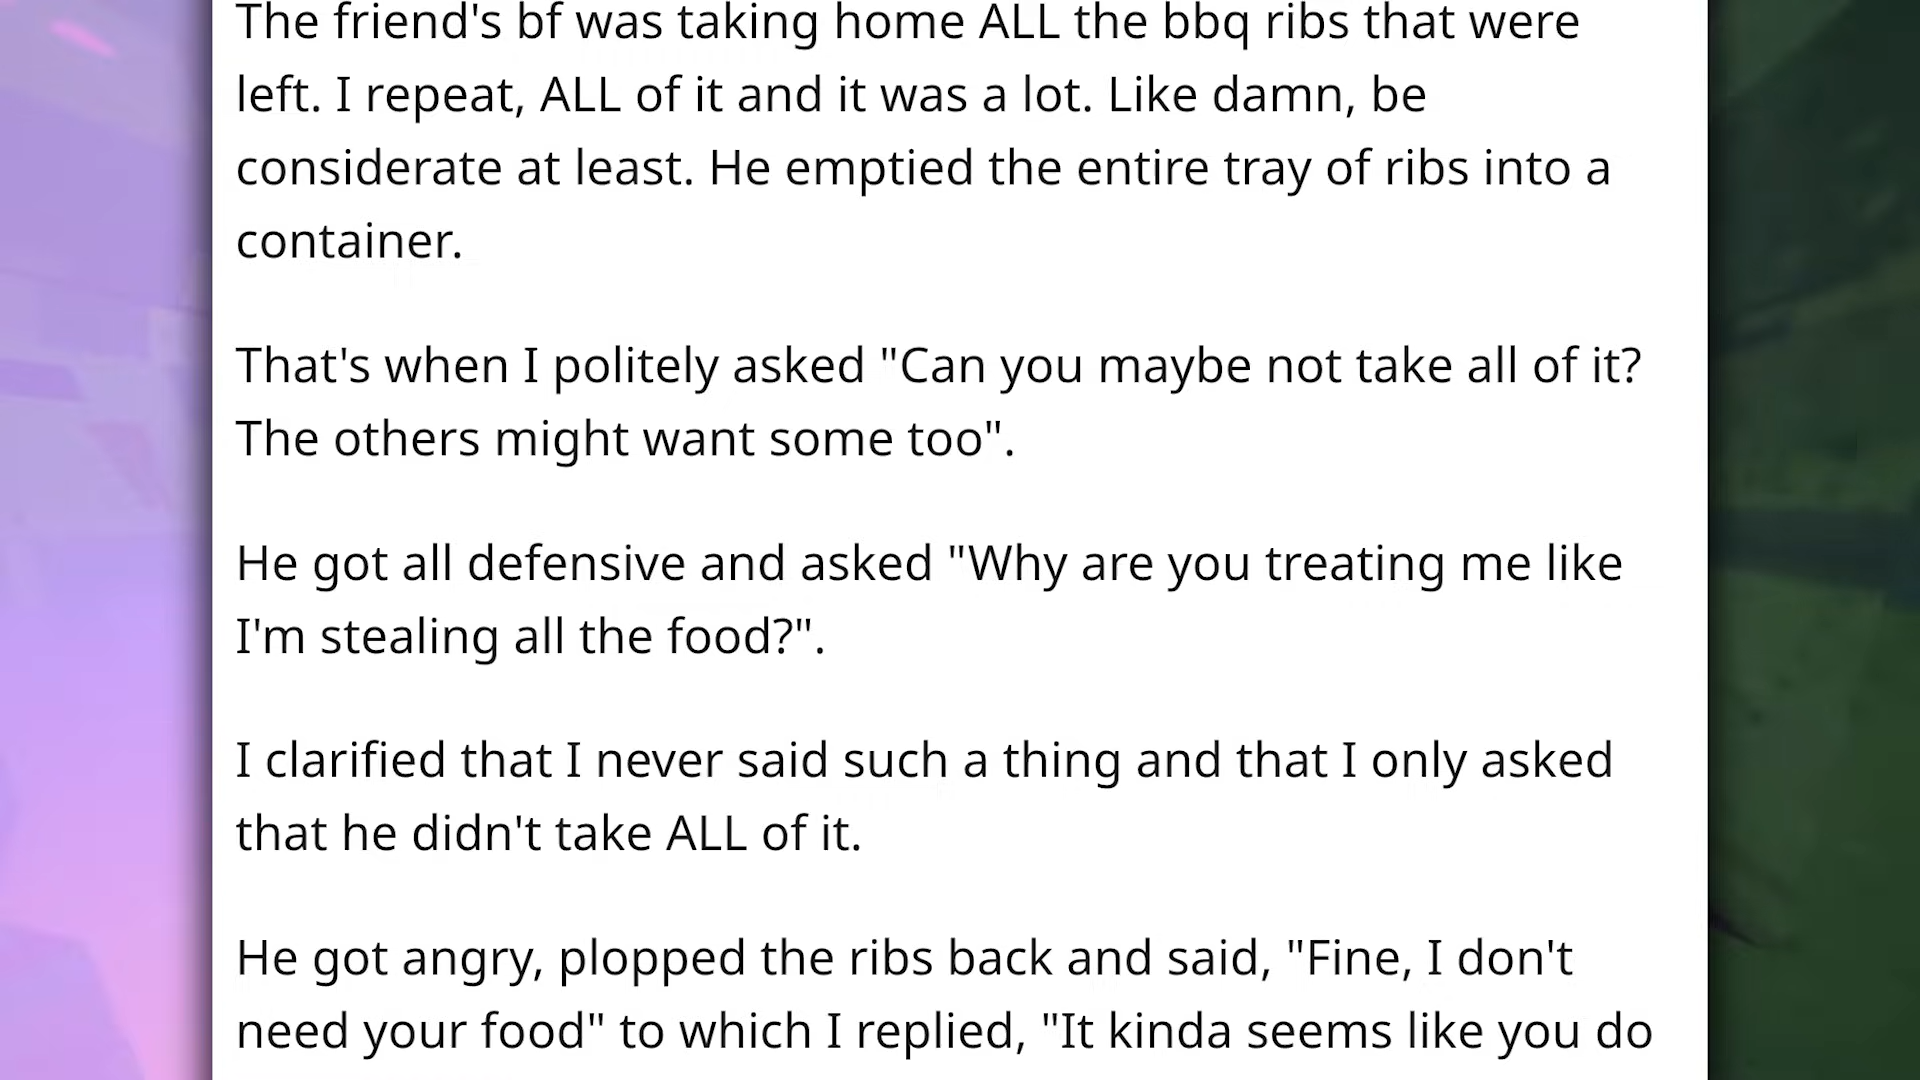 The friend's bf was taking home ALL the bbq ribs that were
left. I repeat, ALL of it and it was a lot. Like damn, be
considerate at least. He emptied the entire tray of ribs into a
container.
That's when I politely asked "Can you maybe not take all of it?
The others might want some too".
He got all defensive and asked "Why are you treating me like
I'm stealing all the food?".
I clarified that I never said such a thing and that I only asked
that he didn't take ALL of it.
He got angry, plopped the ribs back and said, "Fine, I don't
need your food" to which I replied, "It kinda seems like you do